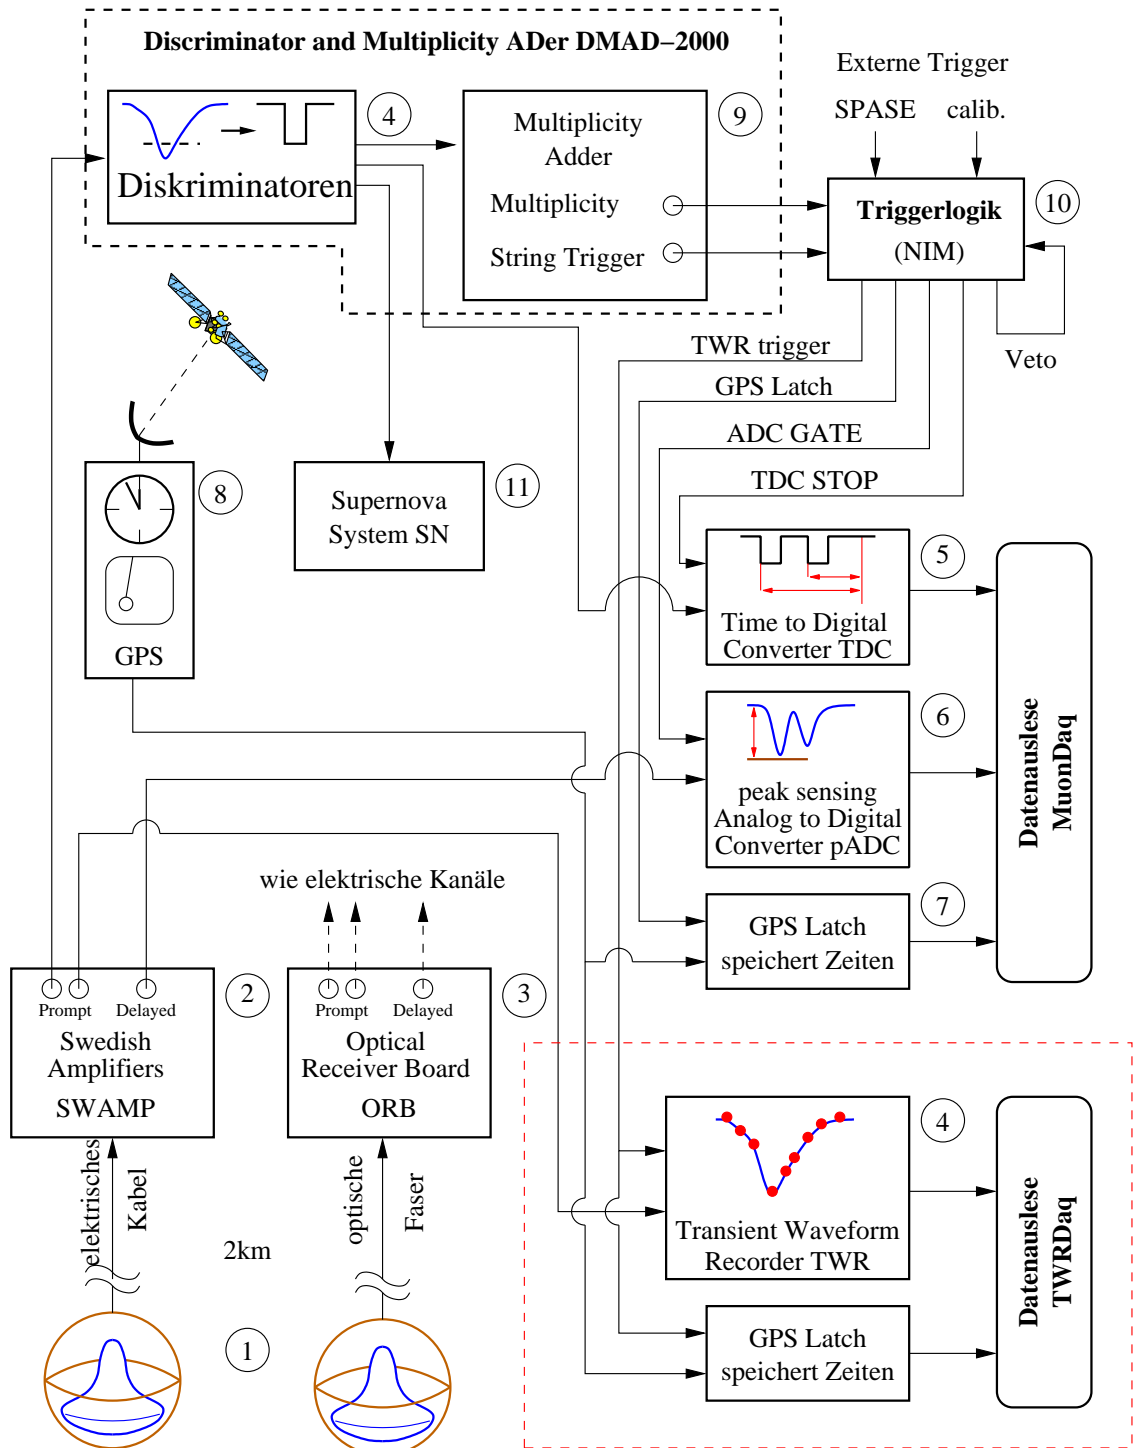 Discriminator and Multiplicity ADer DMAD−2000
Externe Trigger
SPASE calib.
4
Diskriminatoren
9
Multiplicity
Adder
Multiplicity
String Trigger
10
Triggerlogik
(NIM)
Veto
TWR trigger
GPS Latch
ADC GATE
TDC STOP
8
GPS
11
Supernova
System SN
5
Time to Digital
Converter TDC
6
peak sensing
Analog to Digital
Converter pADC
7
GPS Latch
speichert Zeiten
Datenauslese
MuonDaq
wie elektrische Kanäle
2
Prompt Delayed
Swedish
Amplifiers
SWAMP
3
Prompt Delayed
Optical
Receiver Board
ORB
elektrisches
Kabel
optische
Faser
2km
1
4
Transient Waveform
Recorder TWR
GPS Latch
speichert Zeiten
Datenauslese
TWRDaq